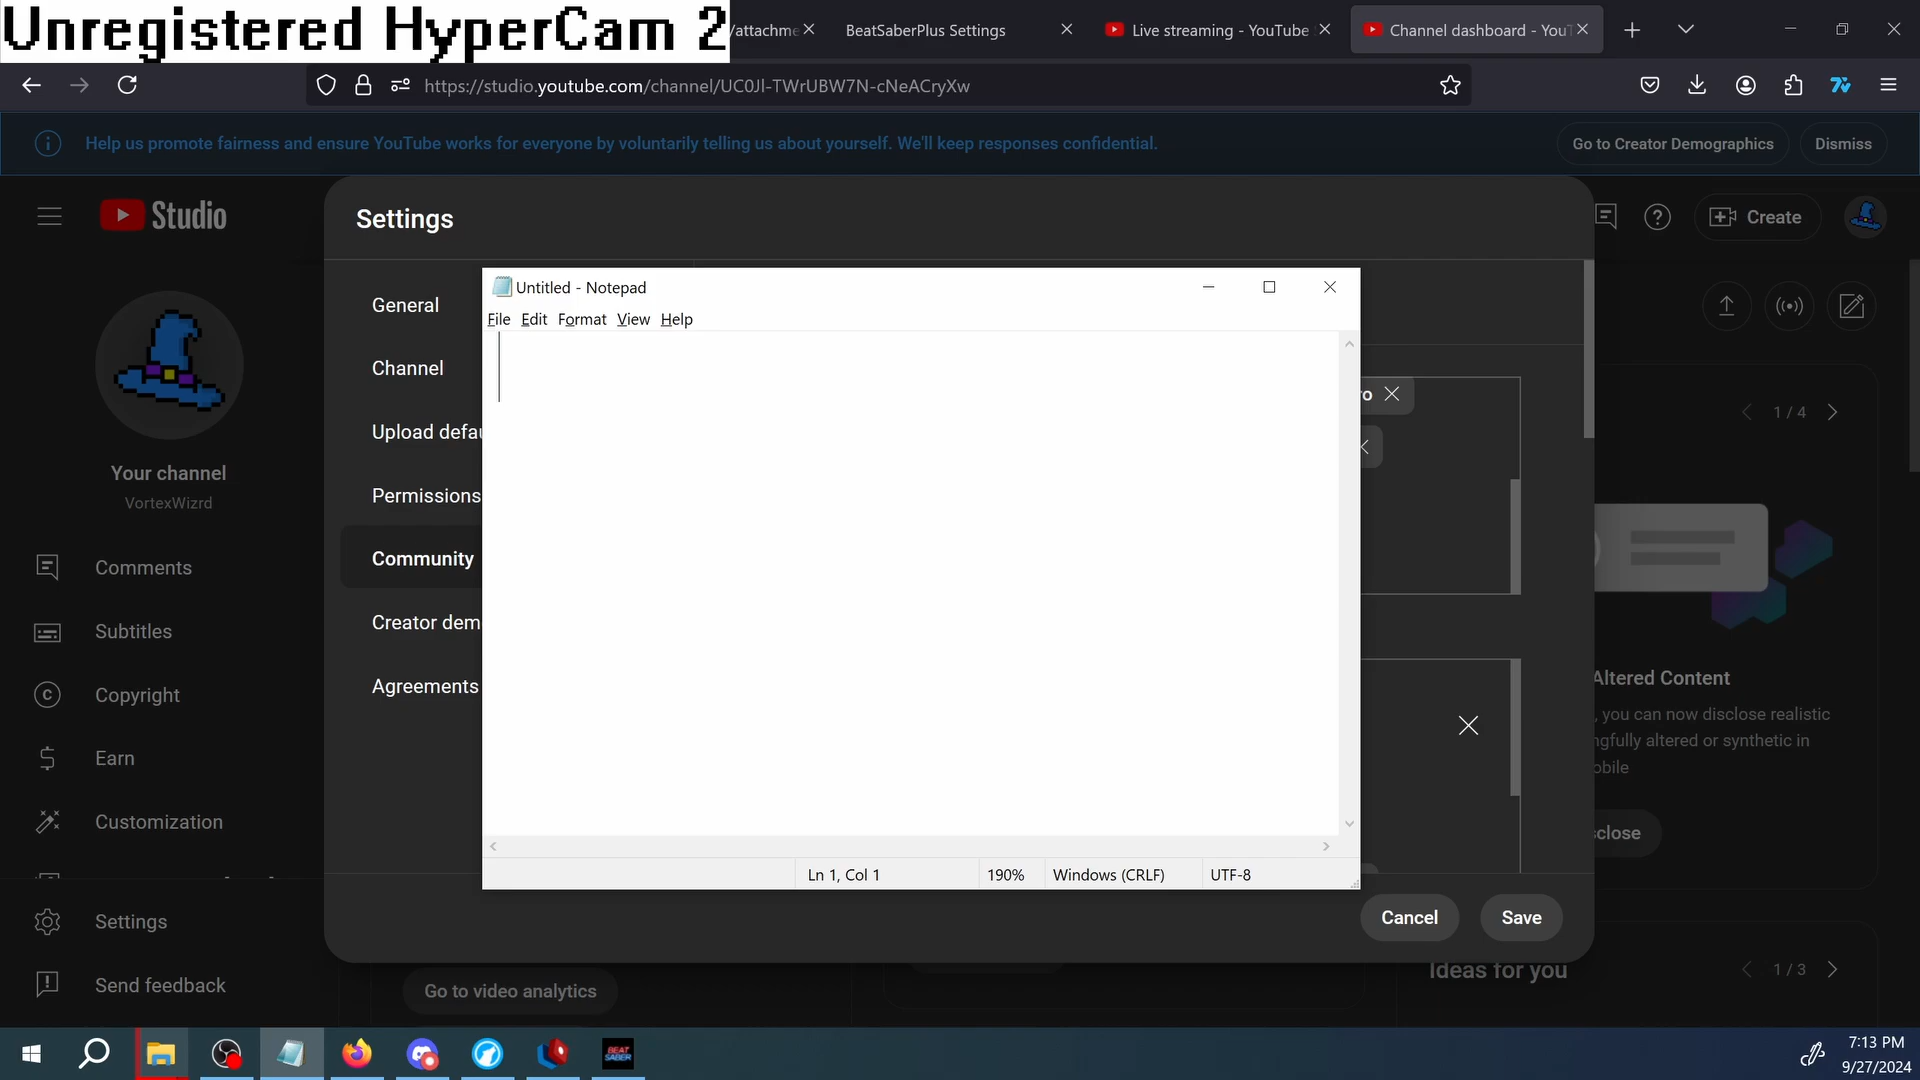 Unregistered HyperCam 2
/attachme
BeatSaberPlus Settings
Live streaming - YouTube
Channel dashboard - You
https://studio.youtube.com/channel/UC0Jl-TWrUBW7N-cNeACryXw
Help us promote fairness and ensure YouTube works for everyone by voluntarily telling us about yourself. We'll keep responses confidential.
Go to Creator Demographics
Dismiss
Studio
Settings
Create
Your channel
VortexWizrd
Comments
Subtitles
Copyright
Earn
Customization
Settings
Send feedback
General
Channel
Upload defau
Permissions
Community
Creator dem
Agreements
Untitled - Notepad
File Edit Format View Help
Ln 1, Col 1
190%
Windows (CRLF)
UTF-8
ro
1 / 4
Altered Content
, you can now disclose realistic
ngfully altered or synthetic in
obile
close
Cancel
Save
Go to video analytics
Ideas for you
1 / 3
BEAT
SABER
7:13 PM
9/27/2024